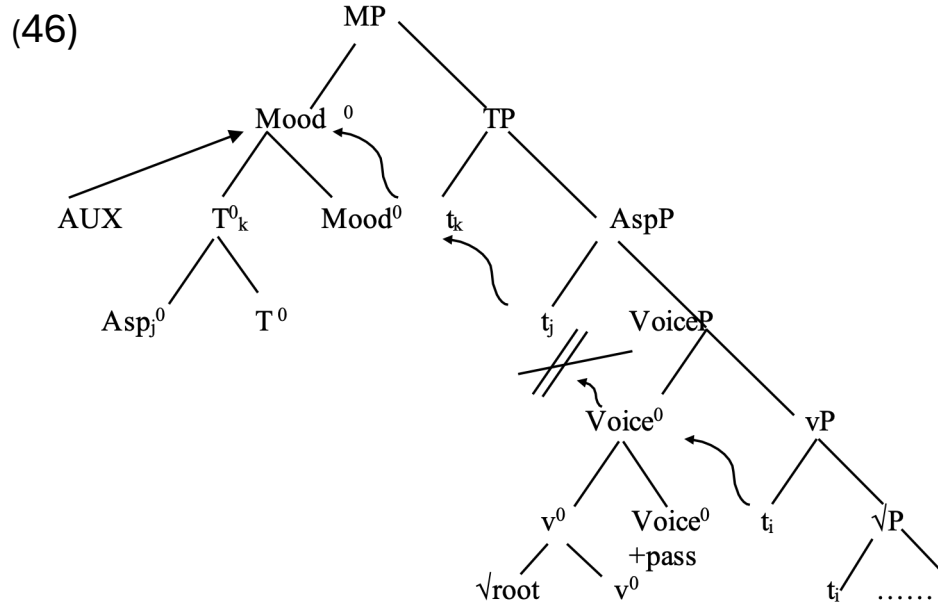 (46)
MP
Mood ⁰ TP
AUX T⁰ₖ Mood⁰ tₖ AspP
Aspⱼ⁰ T ⁰ tⱼ VoiceP
Voice⁰ vP
v⁰ Voice⁰ tᵢ √P
+pass
√root v⁰ tᵢ ……